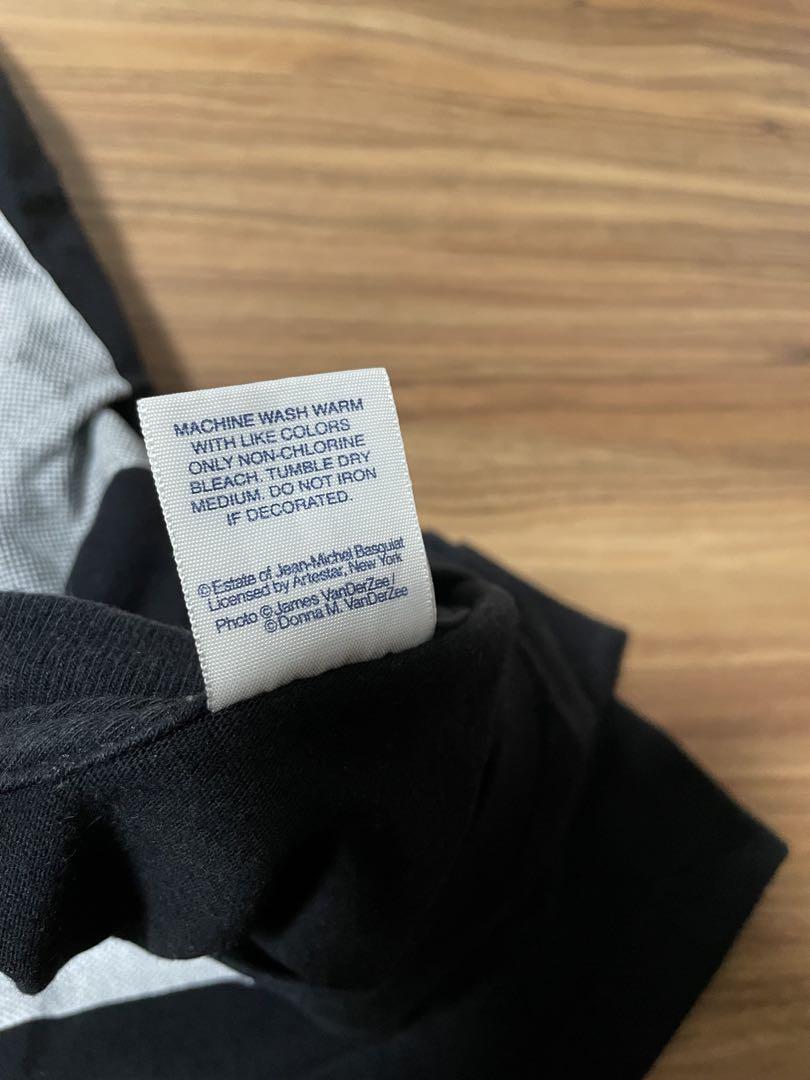 MACHINE WASH WARM
WITH LIKE COLORS
ONLY NON-CHLORINE
BLEACH. TUMBLE DRY
MEDIUM. DO NOT IRON
IF DECORATED.
©Estate of Jean-Michel Basquiat
Licensed by Artestar, New York
Photo ©James VanDerZee/
©Donna M. VanDerZee